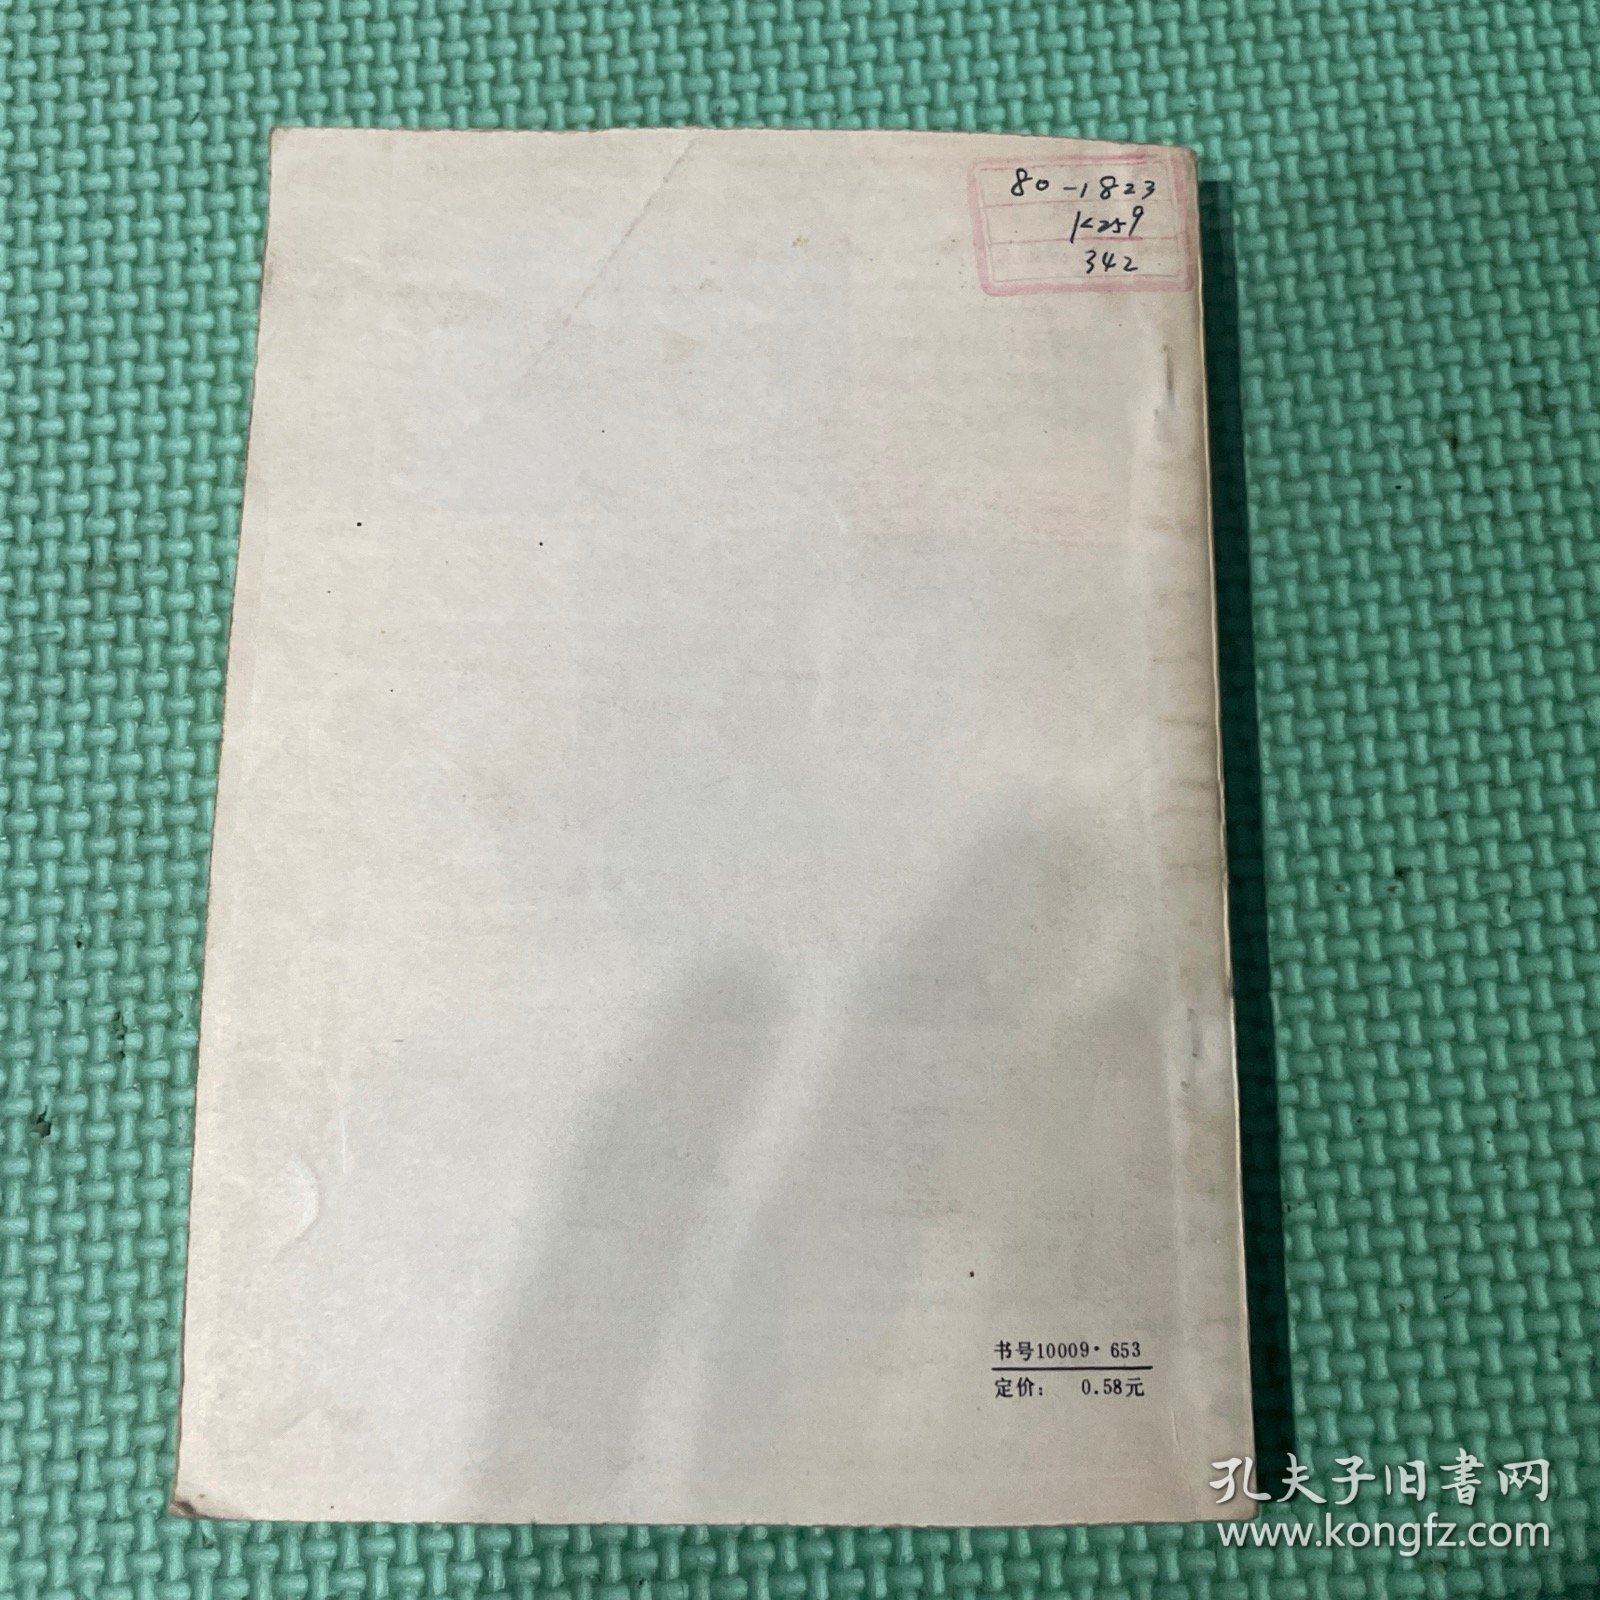 80-1823
K259
342
书号10009·653
定价： 0.58元
孔夫子旧書网
www.kongfz.com